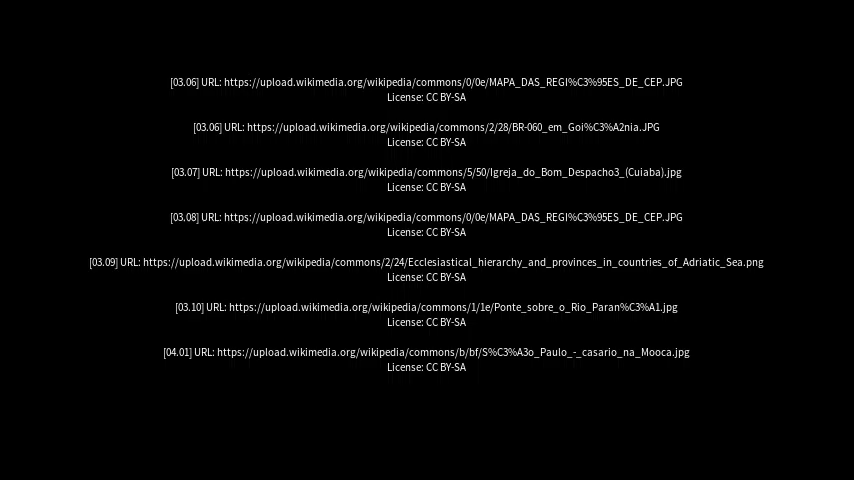 [03.06] URL: https://upload.wikimedia.org/wikipedia/commons/0/0e/MAPA_DAS_REGI%C3%95ES_DE_CEP.JPG
License: CC BY-SA
[03.06] URL: https://upload.wikimedia.org/wikipedia/commons/2/28/BR-060_em_Goi%C3%A2nia.JPG
License: CC BY-SA
[03.07] URL: https://upload.wikimedia.org/wikipedia/commons/5/50/Igreja_do_Bom_Despacho3_(Cuiaba).jpg
License: CC BY-SA
[03.08] URL: https://upload.wikimedia.org/wikipedia/commons/0/0e/MAPA_DAS_REGI%C3%95ES_DE_CEP.JPG
License: CC BY-SA
[03.09] URL: https://upload.wikimedia.org/wikipedia/commons/2/24/Ecclesiastical_hierarchy_and_provinces_in_countries_of_Adriatic_Sea.png
License: CC BY-SA
[03.10] URL: https://upload.wikimedia.org/wikipedia/commons/1/1e/Ponte_sobre_o_Rio_Paran%C3%A1.jpg
License: CC BY-SA
[04.01] URL: https://upload.wikimedia.org/wikipedia/commons/b/bf/S%C3%A3o_Paulo_-_casario_na_Mooca.jpg
License: CC BY-SA